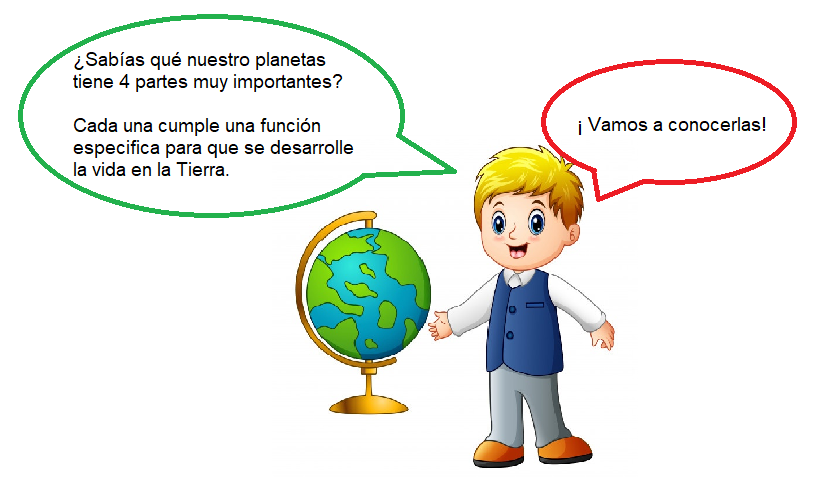 ¿Sabías qué nuestro planetas
tiene 4 partes muy importantes?
Cada una cumple una función
especifica para que se desarrolle
la vida en la Tierra.
¡ Vamos a conocerlas!